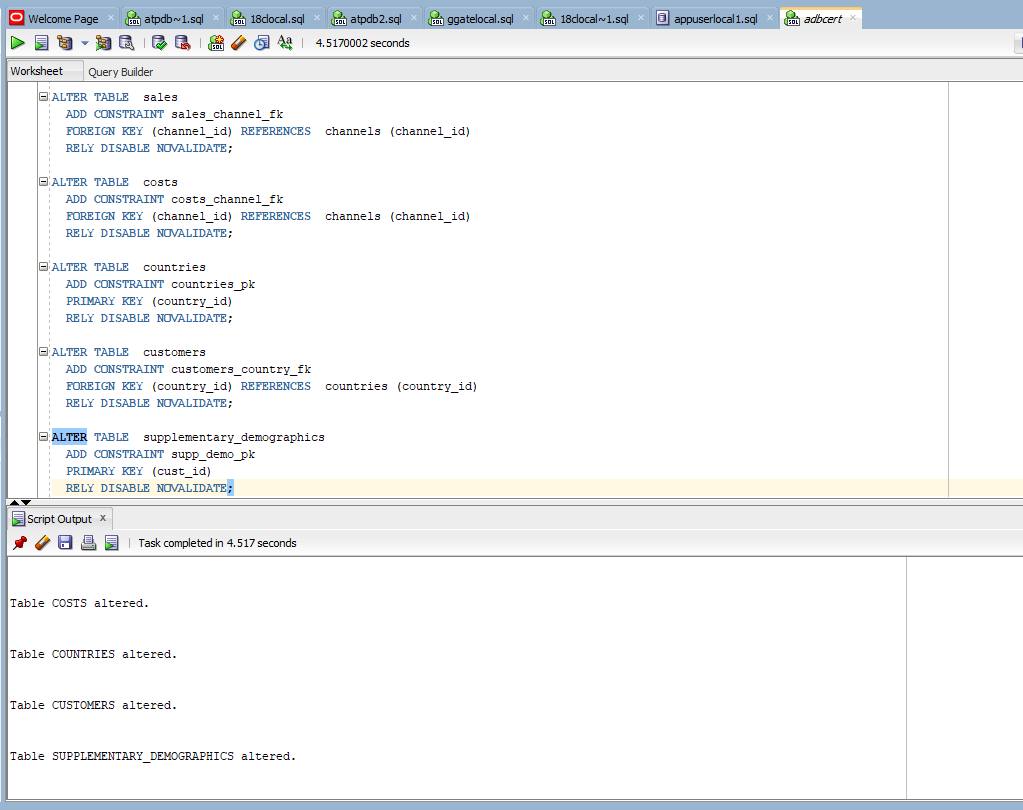 Welcome Page
atpdb~1.sql
18clocal.sql
atpdb2.sql
ggatelocal.sql
18cloal~1.sql
appuserlocal1.sql
adbcert
4.5170002 seconds
Worksheet
Query Builder
ALTER TABLE  sales
ADD CONSTRAINT sales_channel_fk
FOREIGN KEY (channel_id) REFERENCES  channels (channel_id)
RELY DISABLE NOVALIDATE;
ALTER TABLE  costs
ADD CONSTRAINT costs_channel_fk
FOREIGN KEY (channel_id) REFERENCES  channels (channel_id)
RELY DISABLE NOVALIDATE;
ALTER TABLE  countries
ADD CONSTRAINT countries_pk
PRIMARY KEY (country_id)
RELY DISABLE NOVALIDATE;
ALTER TABLE  customers
ADD CONSTRAINT customers_country_fk
FOREIGN KEY (country_id) REFERENCES  countries (country_id)
RELY DISABLE NOVALIDATE;
ALTER TABLE  supplementary_demographics
ADD CONSTRAINT supp_demo_pk
PRIMARY KEY (cust_id)
RELY DISABLE NOVALIDATE;
Script Output
Task completed in 4.517 seconds
Table COSTS altered.
Table COUNTRIES altered.
Table CUSTOMERS altered.
Table SUPPLEMENTARY_DEMOGRAPHICS altered.